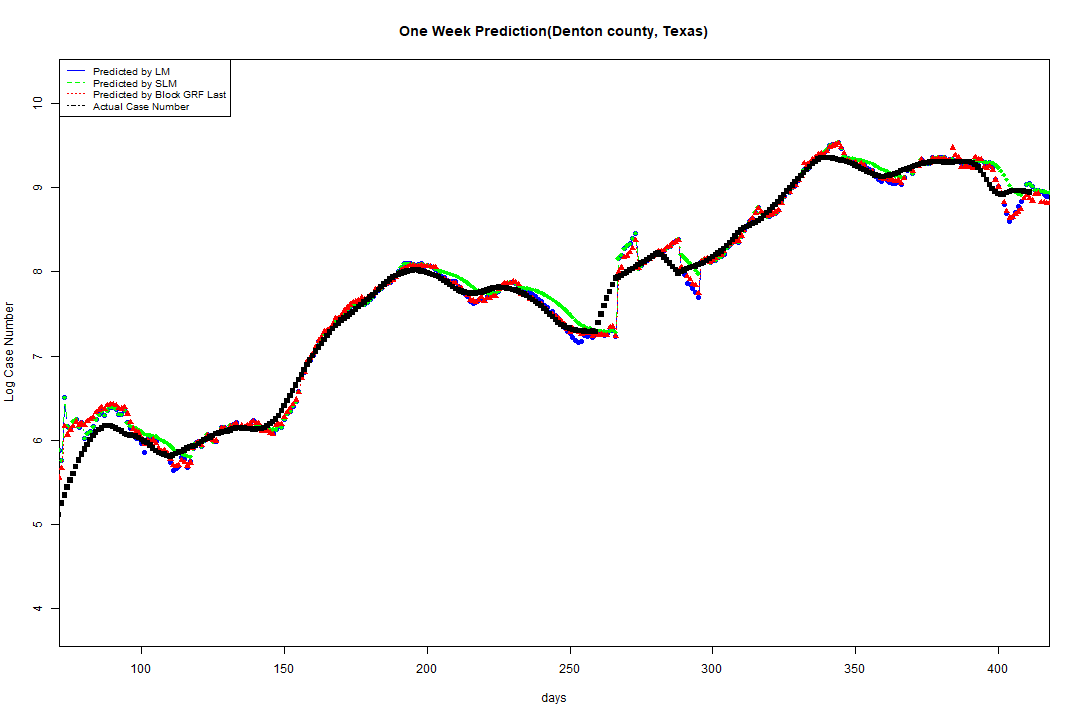 One Week Prediction(Denton county, Texas)
Predicted by LM
Predicted by SLM
Predicted by Block GRF Last
Actual Case Number
10
9
8
7
6
5
4
Log Case Number
100 150 200 250 300 350 400
days